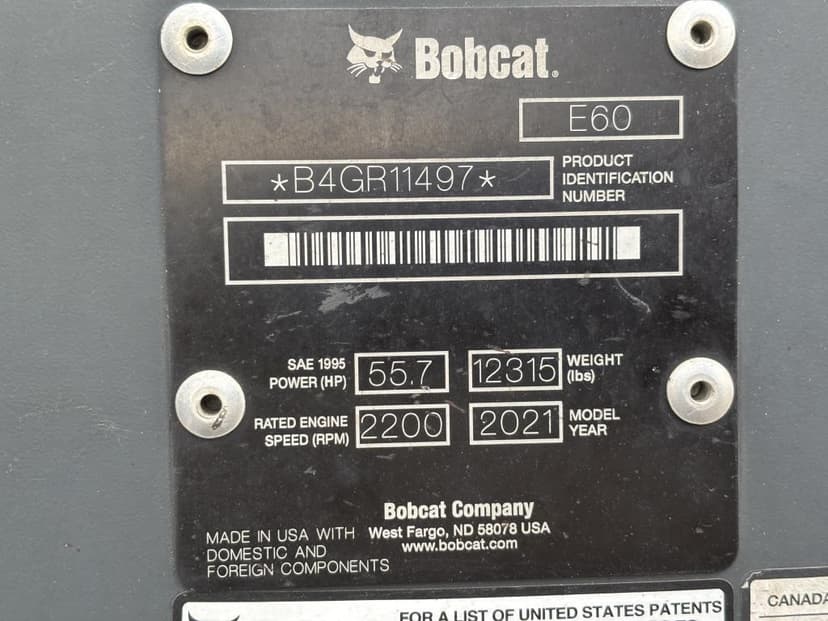 Bobcat®
E60
*B4GR11497*
PRODUCT
IDENTIFICATION
NUMBER
SAE 1995
POWER (HP)
55.7
12315
WEIGHT
(lbs)
RATED ENGINE
SPEED (RPM)
2200
2021
MODEL
YEAR
Bobcat Company
West Fargo, ND 58078 USA
www.bobcat.com
MADE IN USA WITH
DOMESTIC AND
FOREIGN COMPONENTS
FOR A LIST OF UNITED STATES PATENTS
CANADA